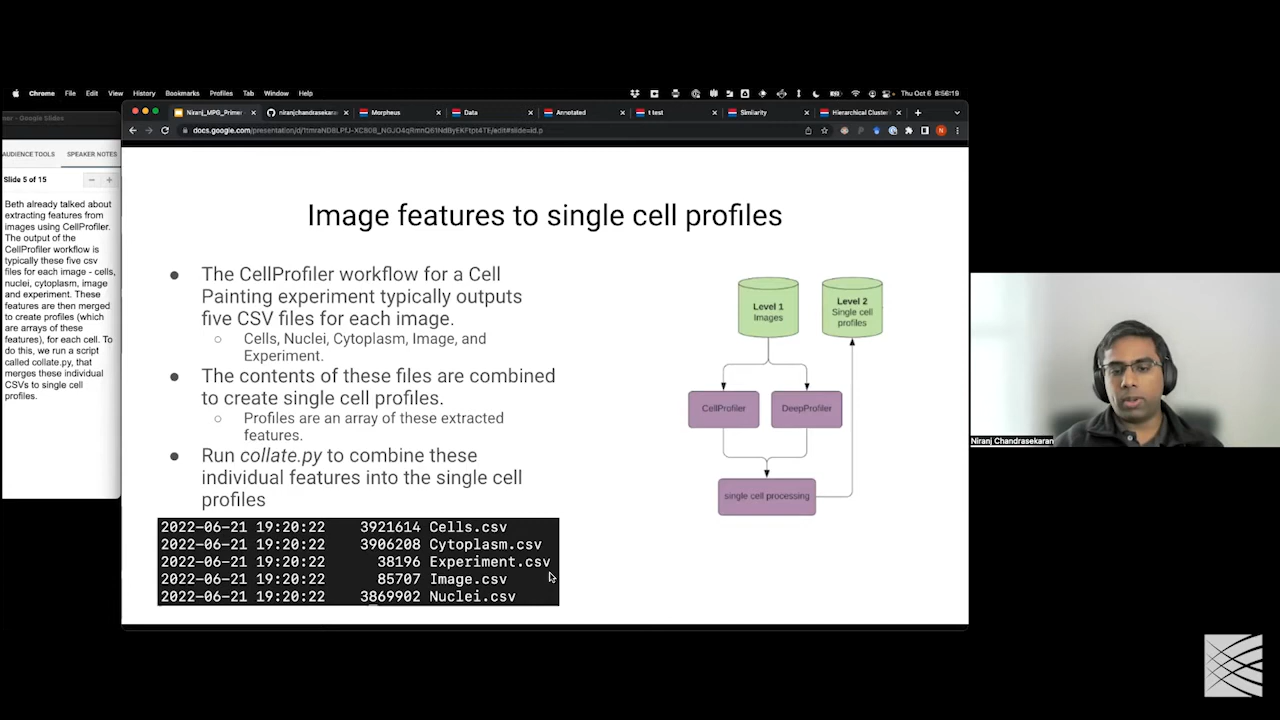 Chrome File Edit View History Bookmarks Profiles Tab Window Help
Thu Oct 6 8:56:19
Niranj_MPG_Primer
niranjchandrasekara
Morpheus
Data
Annotated
t test
Similarity
Hierarchical Cluster
AUDIENCE TOOLS SPEAKER NOTES
Slide 5 of 15
Beth already talked about
extracting features from
images using CellProfiler.
The output of the
CellProfiler workflow is
typically these five csv
files for each image - cells,
nuclei, cytoplasm, image
and experiment. These
features are then merged
to create profiles (which
are arrays of these
features), for each cell. To
do this, we run a script
called collate.py, that
merges these individual
CSVs to single cell
profiles.
Image features to single cell profiles
● The CellProfiler workflow for a Cell
Painting experiment typically outputs
five CSV files for each image.
○ Cells, Nuclei, Cytoplasm, Image, and
Experiment.
● The contents of these files are combined
to create single cell profiles.
○ Profiles are an array of these extracted
features.
● Run collate.py to combine these
individual features into the single cell
profiles
2022-06-21 19:20:22 3921614 Cells.csv
2022-06-21 19:20:22 3906208 Cytoplasm.csv
2022-06-21 19:20:22 38196 Experiment.csv
2022-06-21 19:20:22 85707 Image.csv
2022-06-21 19:20:22 3869902 Nuclei.csv
Level 1
Images
Level 2
Single cell
profiles
CellProfiler
DeepProfiler
single cell processing
Niranj Chandrasekaran